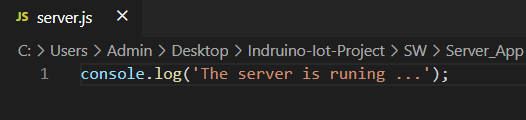 JS server.js ×
C: > Users > Admin > Desktop > Indruino-Iot-Project > SW > Server_App
1 console.log('The server is runing ...');